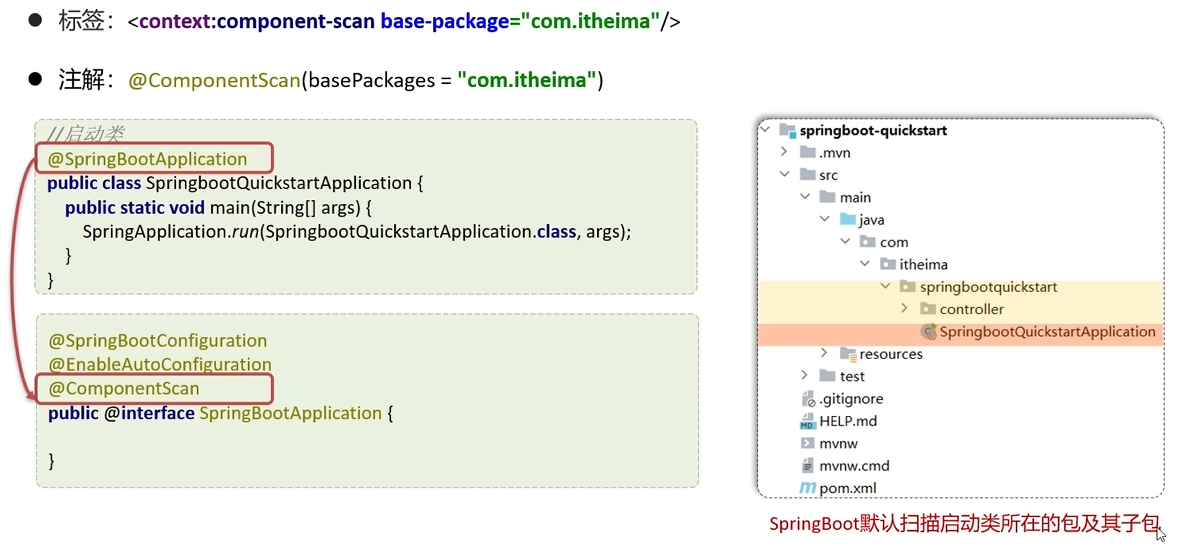 ● 标签：<context:component-scan base-package="com.itheima"/>
● 注解：@ComponentScan(basePackages = "com.itheima")
//启动类
@SpringBootApplication
public class SpringbootQuickstartApplication {
public static void main(String[] args) {
SpringApplication.run(SpringbootQuickstartApplication.class, args);
}
}
@SpringBootConfiguration
@EnableAutoConfiguration
@ComponentScan
public @interface SpringBootApplication {
}
springboot-quickstart
.mvn
src
main
java
com
itheima
springbootquickstart
controller
SpringbootQuickstartApplication
resources
test
.gitignore
HELP.md
mvnw
mvnw.cmd
pom.xml
SpringBoot默认扫描启动类所在的包及其子包